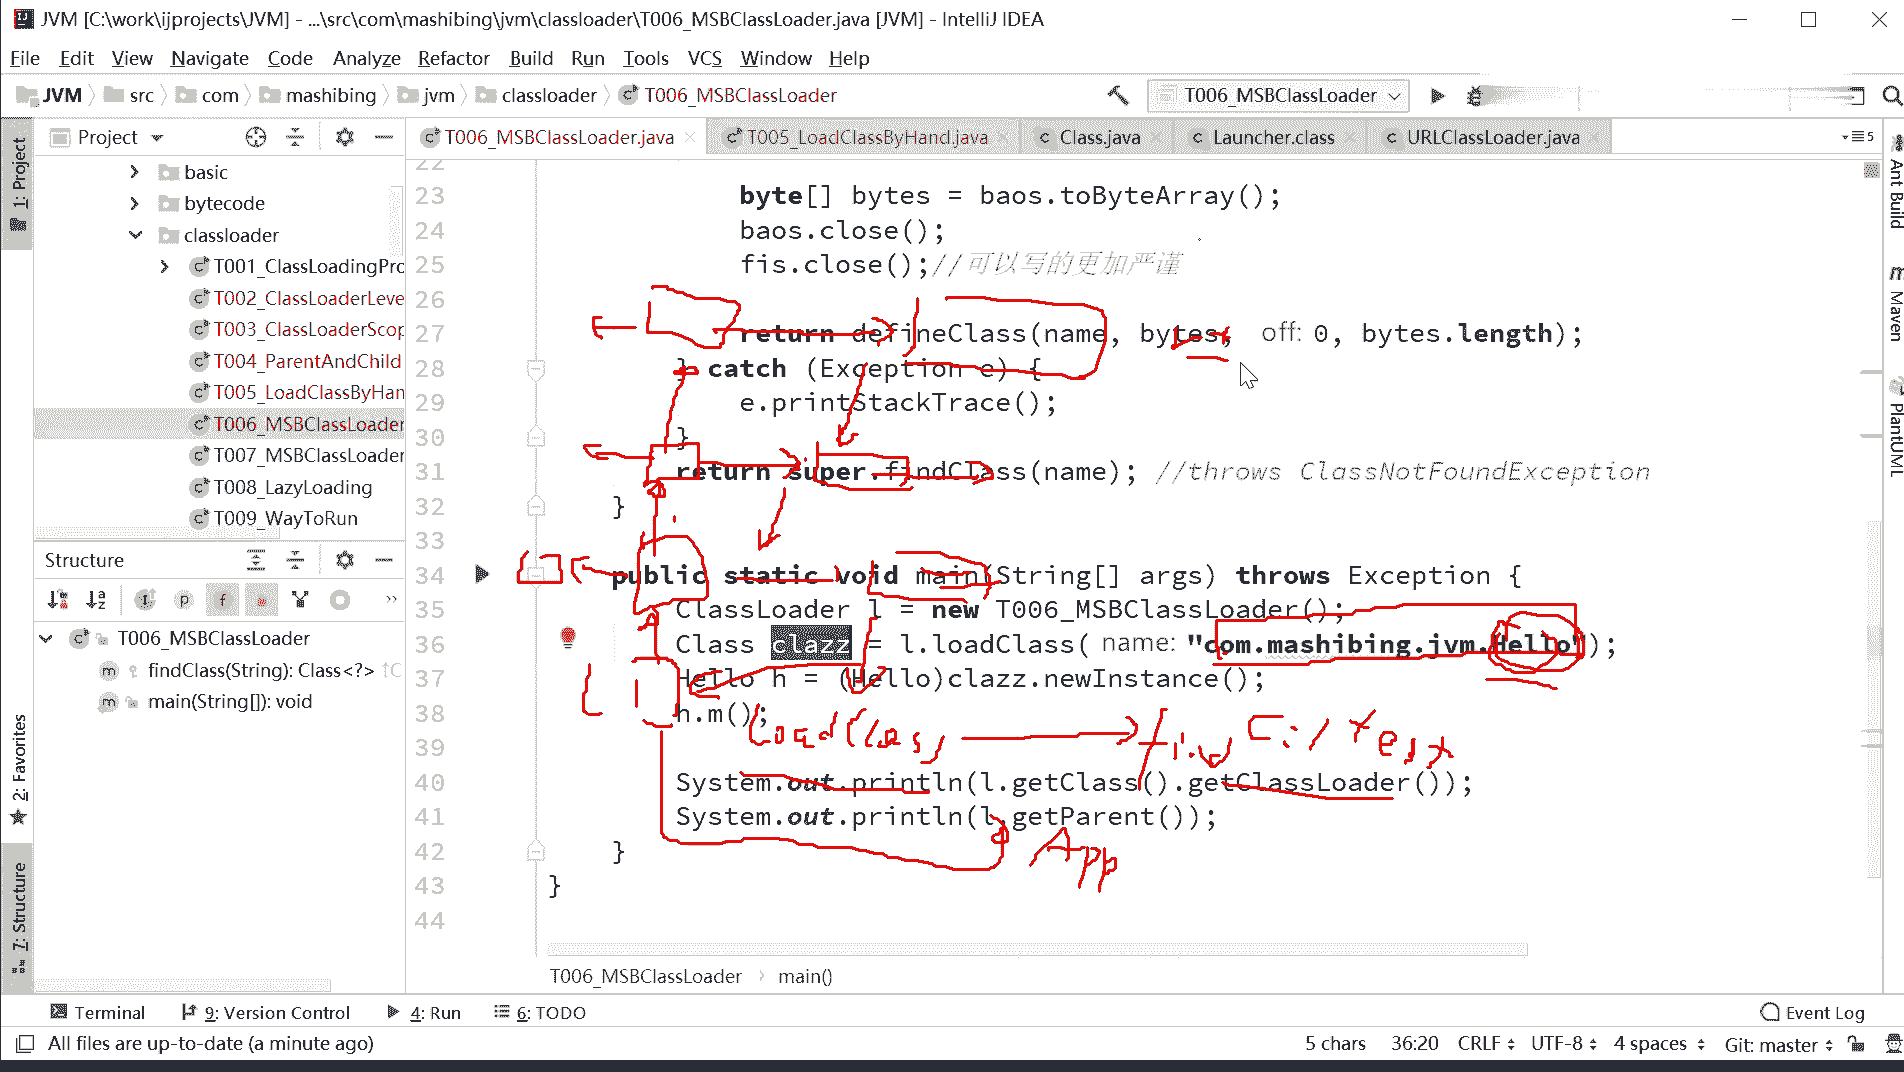 JVM [C:\work\ijprojects\JVM] - ...\src\com\mashibing\jvm\classloader\T006_MSBClassLoader.java [JVM] - IntelliJ IDEA
File Edit View Navigate Code Analyze Refactor Build Run Tools VCS Window Help
JVM src com mashibing jvm classloader T006_MSBClassLoader
T006_MSBClassLoader
Project
T006_MSBClassLoader.java T005_LoadClassByHand.java Class.java Launcher.class URLClassLoader.java 5
1: Project
basic
bytecode
classloader
T001_ClassLoadingPro
T002_ClassLoaderLeve
T003_ClassLoaderScop
T004_ParentAndChild
T005_LoadClassByHan
T006_MSBClassLoader
T007_MSBClassLoader
T008_LazyLoading
T009_WayToRun
Structure
T006_MSBClassLoader
findClass(String): Class<?> ↑C
main(String[]): void
2: Favorites
7: Structure
22
23 byte[] bytes = baos.toByteArray();
24 baos.close();
25 fis.close();//可以写的更加严谨
26
27 return defineClass(name, bytes, off: 0, bytes.length);
28 } catch (Exception e) {
29 e.printStackTrace();
30 }
31 return super.findClass(name); //throws ClassNotFoundException
32 }
33
34 public static void main(String[] args) throws Exception {
35 ClassLoader l = new T006_MSBClassLoader();
36 Class clazz = l.loadClass( name: "com.mashibing.jvm.Hello");
37 Hello h = (Hello)clazz.newInstance();
38 h.m();
39
40 System.out.println(l.getClass().getClassLoader());
41 System.out.println(l.getParent());
42 }
43 }
44
App
T006_MSBClassLoader main()
Ant Build
Maven
PlantUML
Terminal 9: Version Control 4: Run 6: TODO Event Log
All files are up-to-date (a minute ago) 5 chars 36:20 CRLF UTF-8 4 spaces Git: master